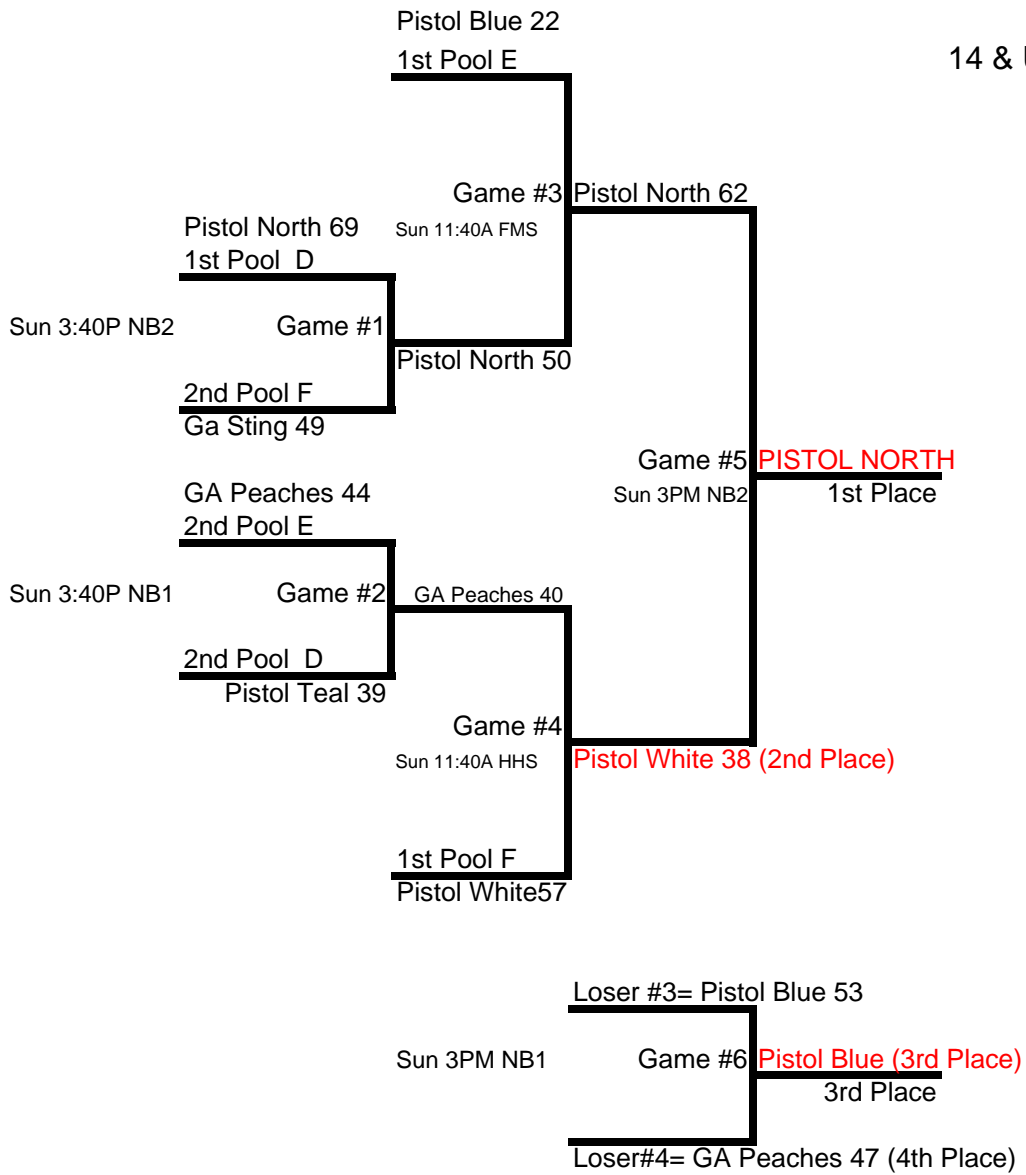 Pistol Blue 22
1st Pool E
14 & U
Game #3 Pistol North 62
Pistol North 69
Sun 11:40A FMS
1st Pool  D
Sun 3:40P NB2
Game #1
Pistol North 50
2nd Pool F
Ga Sting 49
Game #5 PISTOL NORTH
GA Peaches 44
Sun 3PM NB2
1st Place
2nd Pool E
Sun 3:40P NB1
Game #2
GA Peaches 40
2nd Pool  D
Pistol Teal 39
Game #4
Sun 11:40A HHS
Pistol White 38 (2nd Place)
1st Pool F
Pistol White57
Loser #3= Pistol Blue 53
Sun 3PM NB1
Game #6 Pistol Blue (3rd Place)
3rd Place
Loser#4= GA Peaches 47 (4th Place)